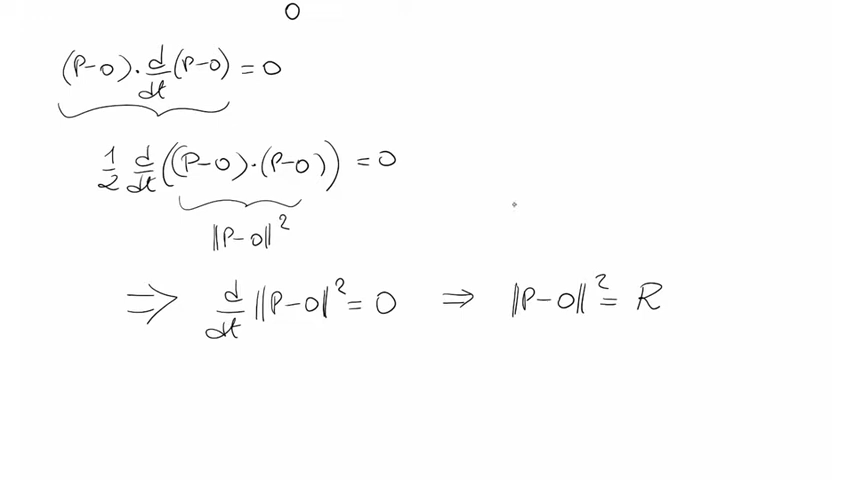 O
(P-O)·d/dt(P-O)=0
1/2 d/dt((P-O)·(P-O))=0
||P-O||²
⇒ d/dt||P-O||²=0 ⇒ ||P-O||²=R